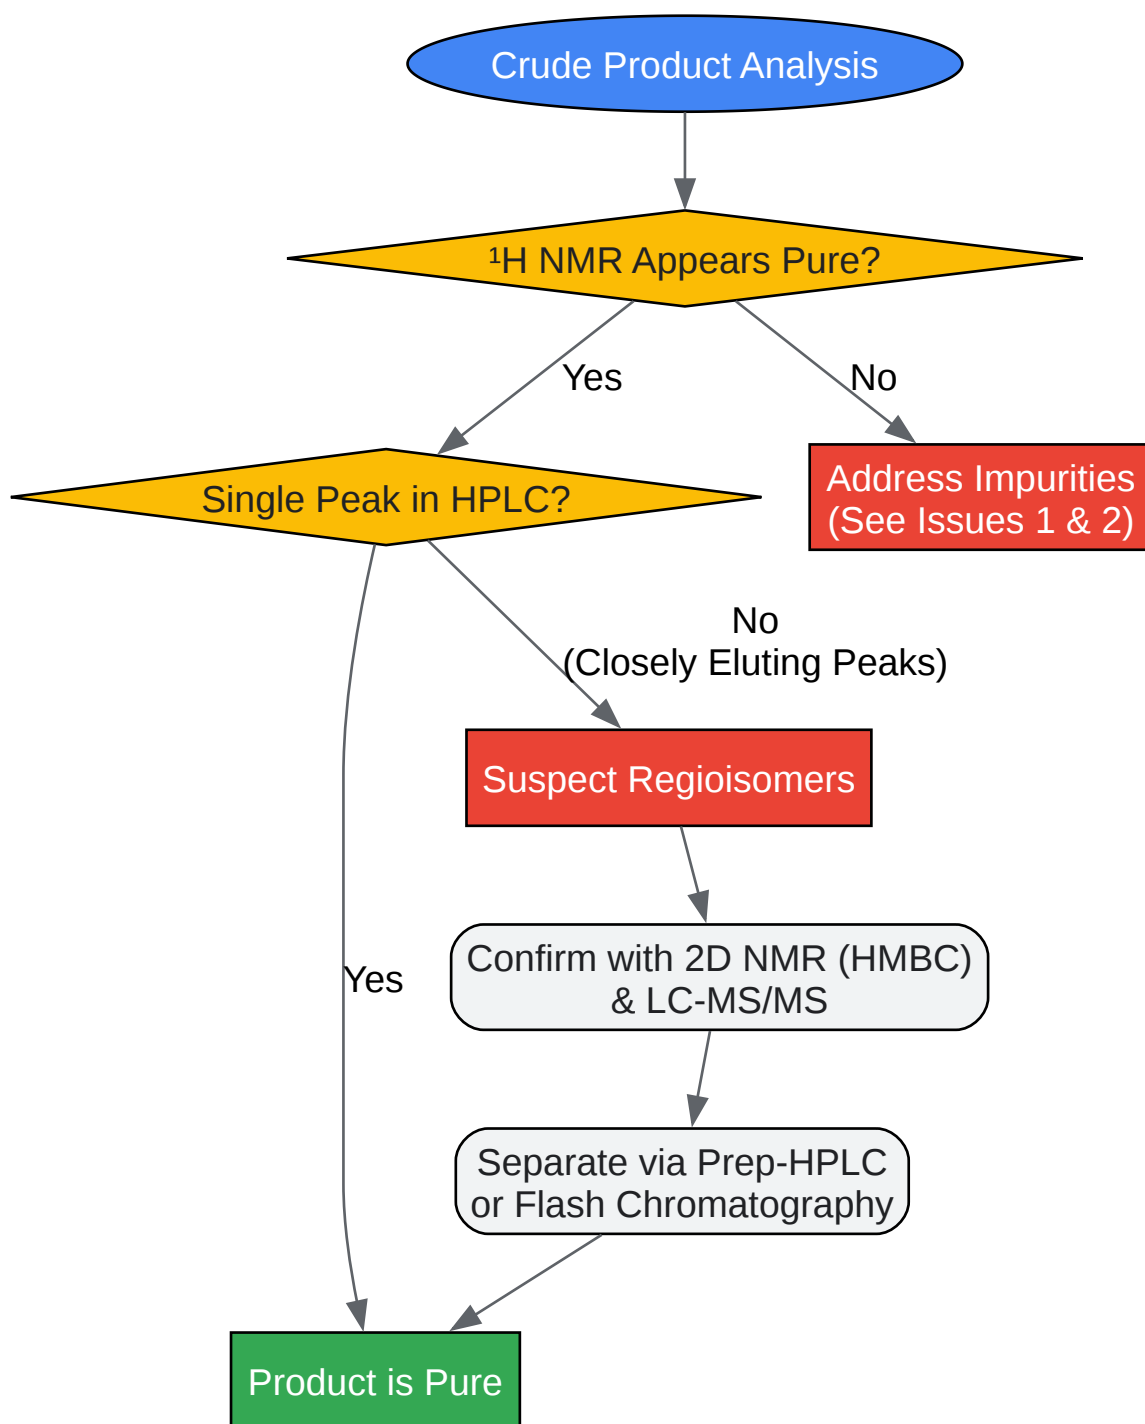 Crude Product Analysis
¹H NMR Appears Pure?
Yes
No
Single Peak in HPLC?
Address Impurities
(See Issues 1 & 2)
No
(Closely Eluting Peaks)
Suspect Regioisomers
Confirm with 2D NMR (HMBC)
& LC-MS/MS
Yes
Separate via Prep-HPLC
or Flash Chromatography
Product is Pure